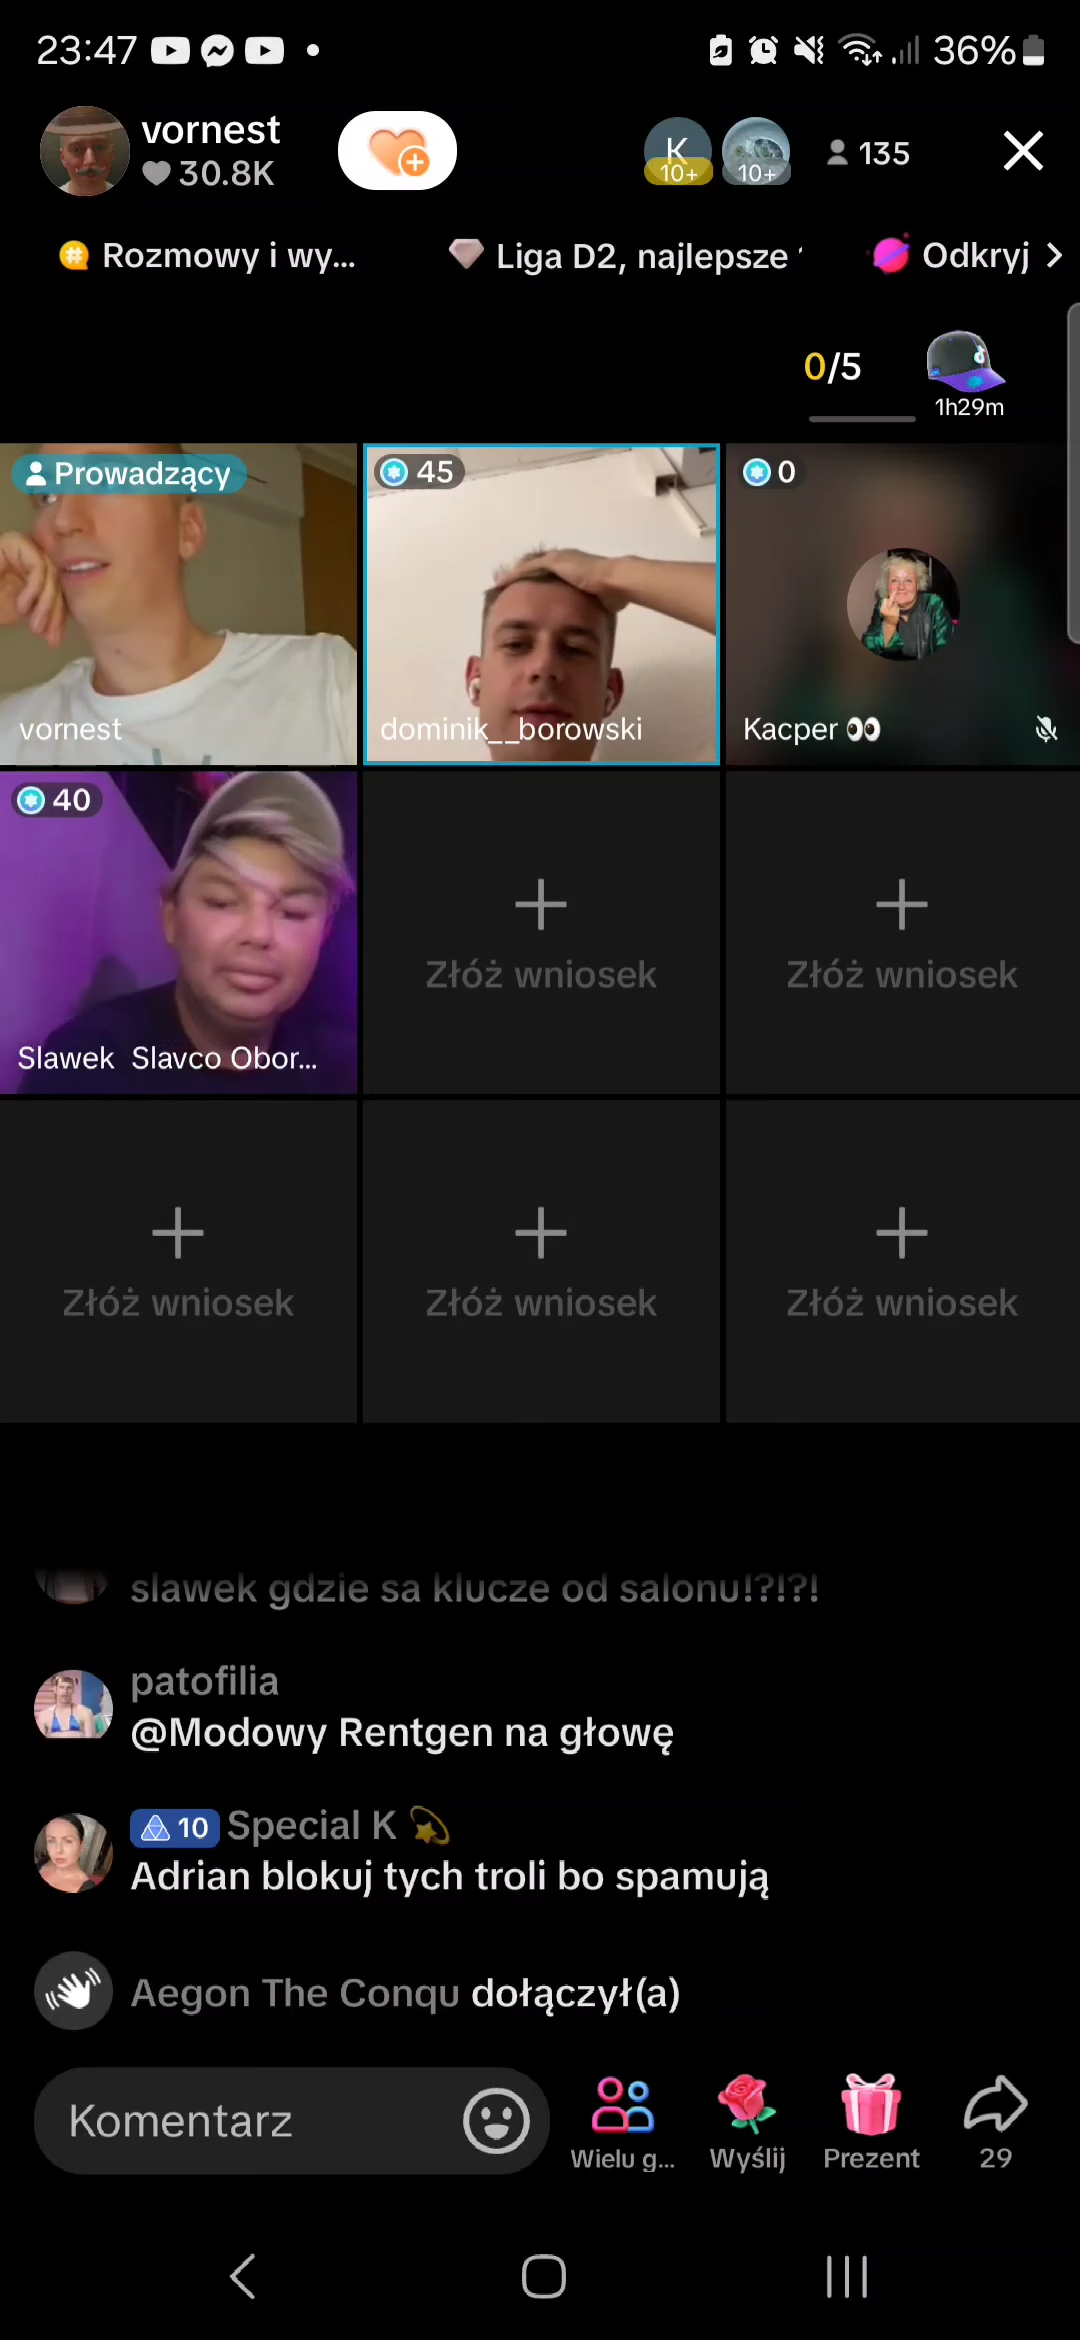 23:47 36%
vornest
30.8K
K
10+
10+
135
Rozmowy i wy...
Liga D2, najlepsze
Odkryj
0/5
1h29m
Prowadzący
vornest
45
dominik__borowski
0
Kacper 👀
40
Slawek Slavco Obor...
Złóż wniosek
Złóż wniosek
Złóż wniosek
Złóż wniosek
Złóż wniosek
slawek gdzie sa klucze od salonu!?!?!
patofilia
@Modowy Rentgen na głowę
10 Special K 💫
Adrian blokuj tych troli bo spamują
Aegon The Conqu dołączył(a)
Komentarz
Wielu g...
Wyślij
Prezent
29